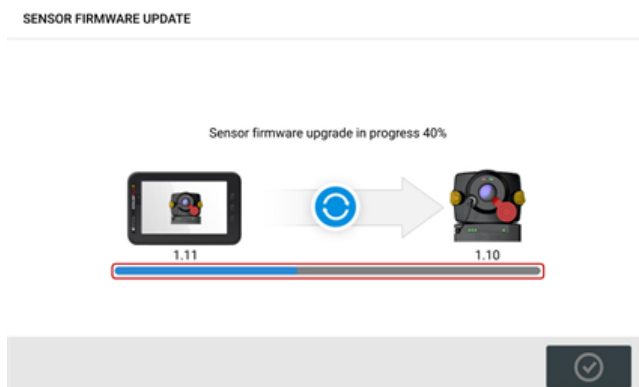 SENSOR FIRMWARE UPDATE
Sensor firmware upgrade in progress 40%
1.11
1.10